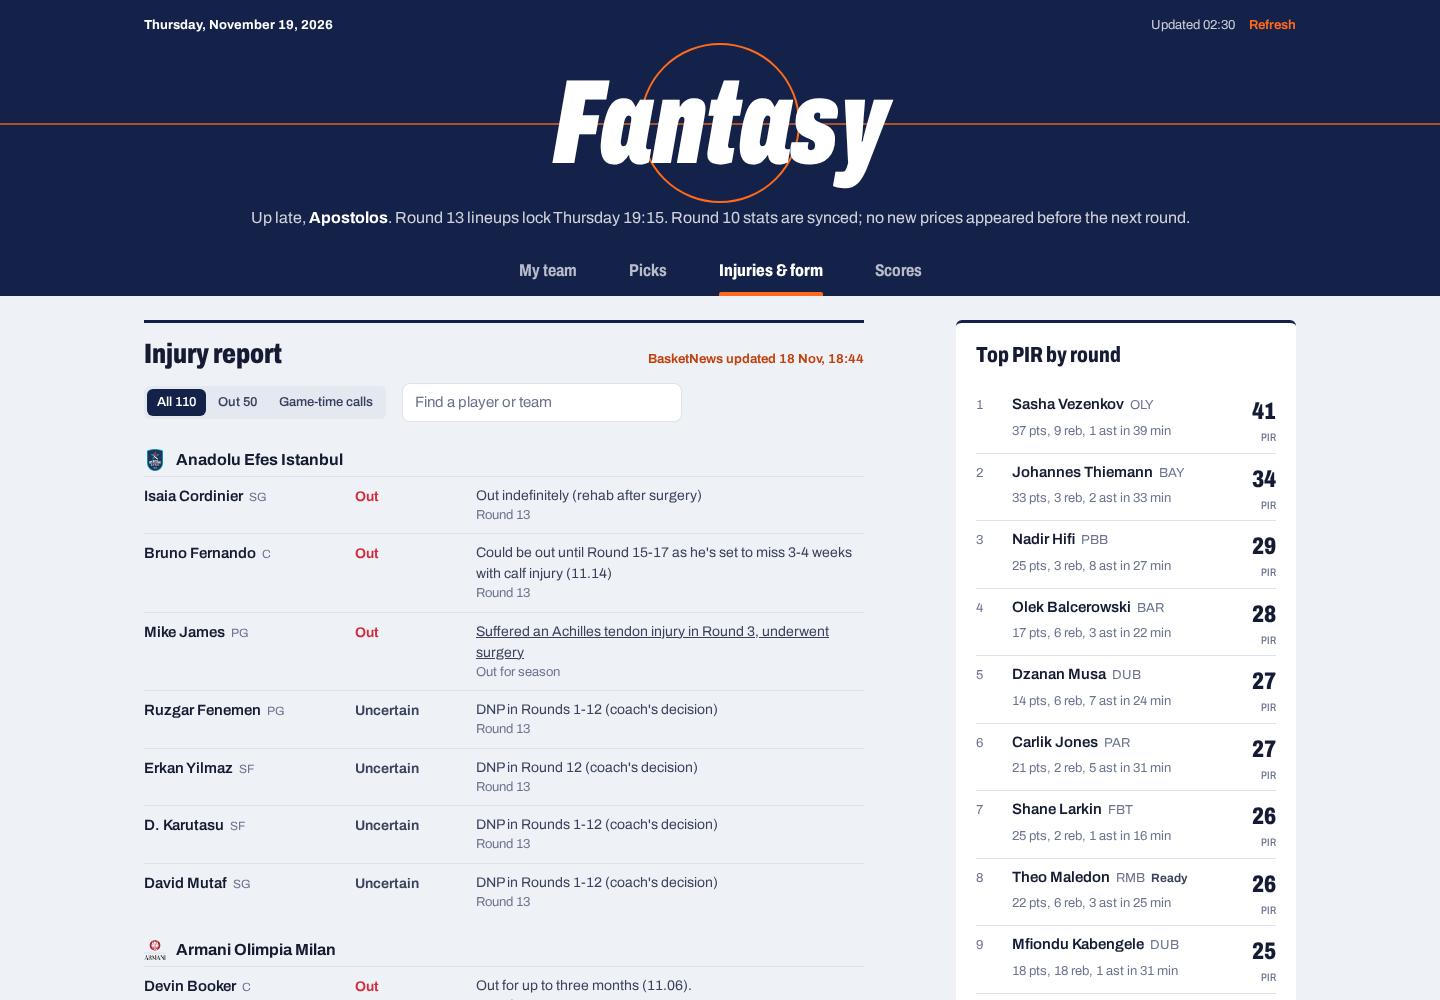 Thursday, November 19, 2026
Updated 02:30 Refresh
Fantasy
Up late, Apostolos. Round 13 lineups lock Thursday 19:15. Round 10 stats are synced; no new prices appeared before the next round.
My team Picks Injuries & form Scores
Injury report
BasketNews updated 18 Nov, 18:44
All 110 Out 50 Game-time calls
Find a player or team
Anadolu Efes Istanbul
Isaia Cordinier SG Out Out indefinitely (rehab after surgery)
Round 13
Bruno Fernando C Out Could be out until Round 15-17 as he's set to miss 3-4 weeks
with calf injury (11.14)
Round 13
Mike James PG Out Suffered an Achilles tendon injury in Round 3, underwent
surgery
Out for season
Ruzgar Fenemen PG Uncertain DNP in Rounds 1-12 (coach's decision)
Round 13
Erkan Yilmaz SF Uncertain DNP in Round 12 (coach's decision)
Round 13
D. Karutasu SF Uncertain DNP in Rounds 1-12 (coach's decision)
Round 13
David Mutaf SG Uncertain DNP in Rounds 1-12 (coach's decision)
Round 13
ARMANI
Armani Olimpia Milan
Devin Booker C Out Out for up to three months (11.06).
Top PIR by round
1 Sasha Vezenkov OLY 41
37 pts, 9 reb, 1 ast in 39 min PIR
2 Johannes Thiemann BAY 34
33 pts, 3 reb, 2 ast in 33 min PIR
3 Nadir Hifi PBB 29
25 pts, 3 reb, 8 ast in 27 min PIR
4 Olek Balcerowski BAR 28
17 pts, 6 reb, 3 ast in 22 min PIR
5 Dzanan Musa DUB 27
14 pts, 6 reb, 7 ast in 24 min PIR
6 Carlik Jones PAR 27
21 pts, 2 reb, 5 ast in 31 min PIR
7 Shane Larkin FBT 26
25 pts, 2 reb, 1 ast in 16 min PIR
8 Theo Maledon RMB Ready 26
22 pts, 6 reb, 3 ast in 25 min PIR
9 Mfiondu Kabengele DUB 25
18 pts, 18 reb, 1 ast in 31 min PIR